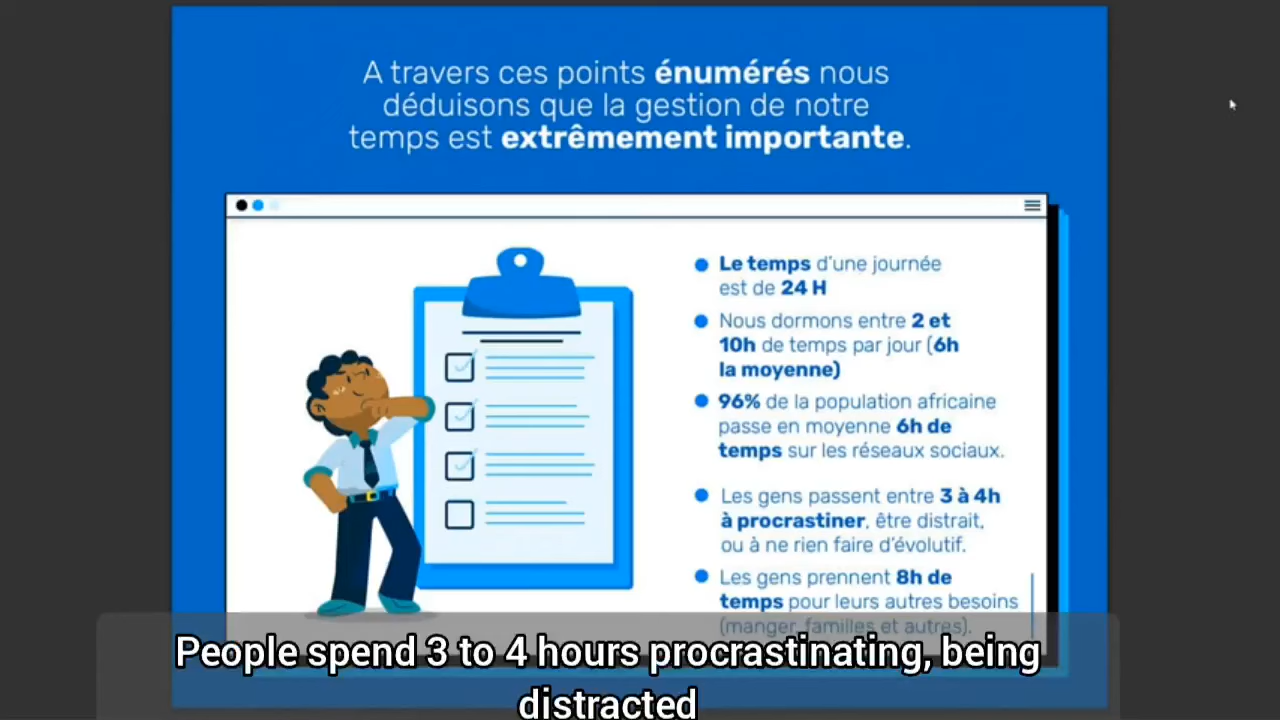 A travers ces points énumérés nous
déduisons que la gestion de notre
temps est extrêmement importante.
Le temps d'une journée
est de 24 H
Nous dormons entre 2 et
10h de temps par jour (6h
la moyenne)
96% de la population africaine
passe en moyenne 6h de
temps sur les réseaux sociaux.
Les gens passent entre 3 à 4h
à procrastiner, être distrait,
ou à ne rien faire d'évolutif.
Les gens prennent 8h de
temps pour leurs autres besoins
(manger, familles et autres).
People spend 3 to 4 hours procrastinating, being
distracted